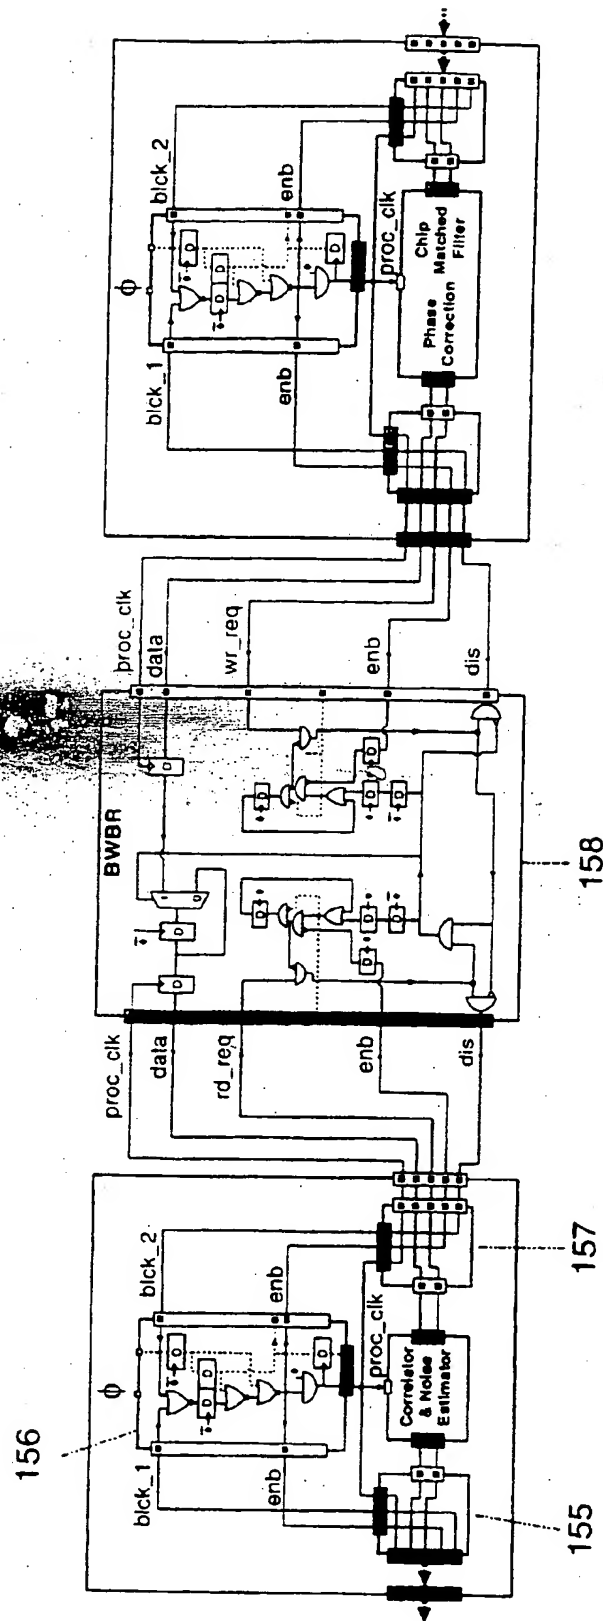 156
ϕ
blck_1
blck_2
enb
enb
D
D
D
D
proc_clk
Correlator
& Noise
Estimator
155
157
proc_clk
data
rd_req
enb
dis
BWBR
D
D
D
D
D
D
D
D
D
D
D
proc_clk
data
wr_req
enb
dis
158
ϕ
blck_1
blck_2
enb
enb
D
D
D
D
proc_clk
Phase
Correction
Chip
Matched
Filter